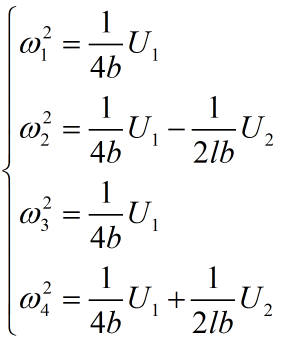 ω₁² = 1/(4b) U₁
ω₂² = 1/(4b) U₁ − 1/(2lb) U₂
ω₃² = 1/(4b) U₁
ω₄² = 1/(4b) U₁ + 1/(2lb) U₂